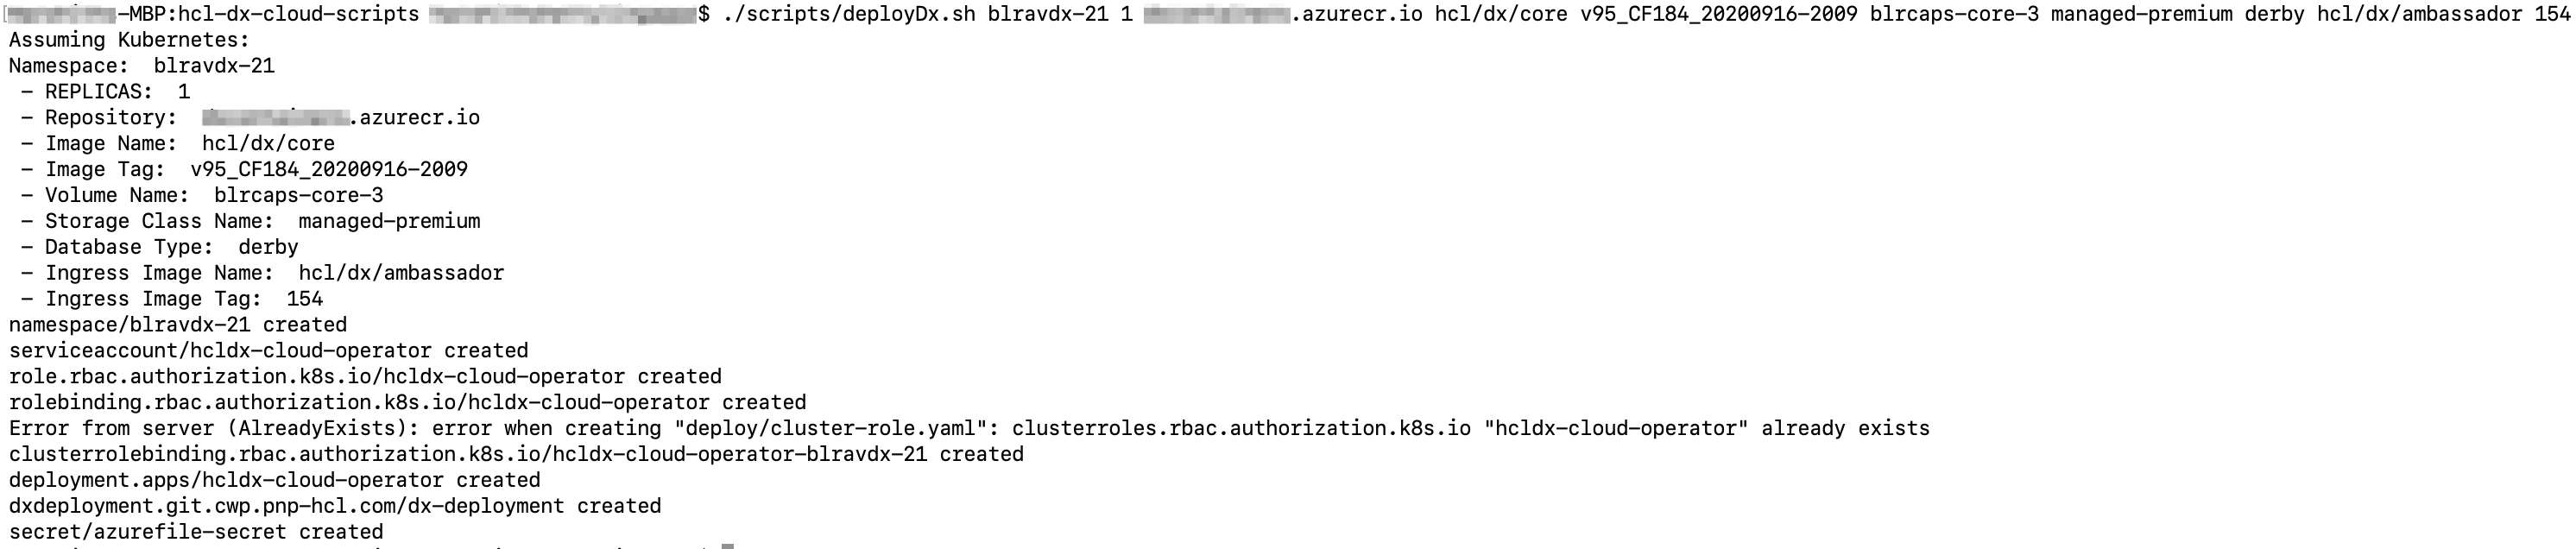 -MBP:hcl-dx-cloud-scripts $ ./scripts/deployDx.sh blravdx-21 1 .azurecr.io hcl/dx/core v95_CF184_20200916-2009 blrcaps-core-3 managed-premium derby hcl/dx/ambassador 154
Assuming Kubernetes:
Namespace:  blravdx-21
 - REPLICAS:  1
 - Repository:  .azurecr.io
 - Image Name:  hcl/dx/core
 - Image Tag:  v95_CF184_20200916-2009
 - Volume Name:  blrcaps-core-3
 - Storage Class Name:  managed-premium
 - Database Type:  derby
 - Ingress Image Name:  hcl/dx/ambassador
 - Ingress Image Tag:  154
namespace/blravdx-21 created
serviceaccount/hcldx-cloud-operator created
role.rbac.authorization.k8s.io/hcldx-cloud-operator created
rolebinding.rbac.authorization.k8s.io/hcldx-cloud-operator created
Error from server (AlreadyExists): error when creating "deploy/cluster-role.yaml": clusterroles.rbac.authorization.k8s.io "hcldx-cloud-operator" already exists
clusterrolebinding.rbac.authorization.k8s.io/hcldx-cloud-operator-blravdx-21 created
deployment.apps/hcldx-cloud-operator created
dxdeployment.git.cwp.pnp-hcl.com/dx-deployment created
secret/azurefile-secret created